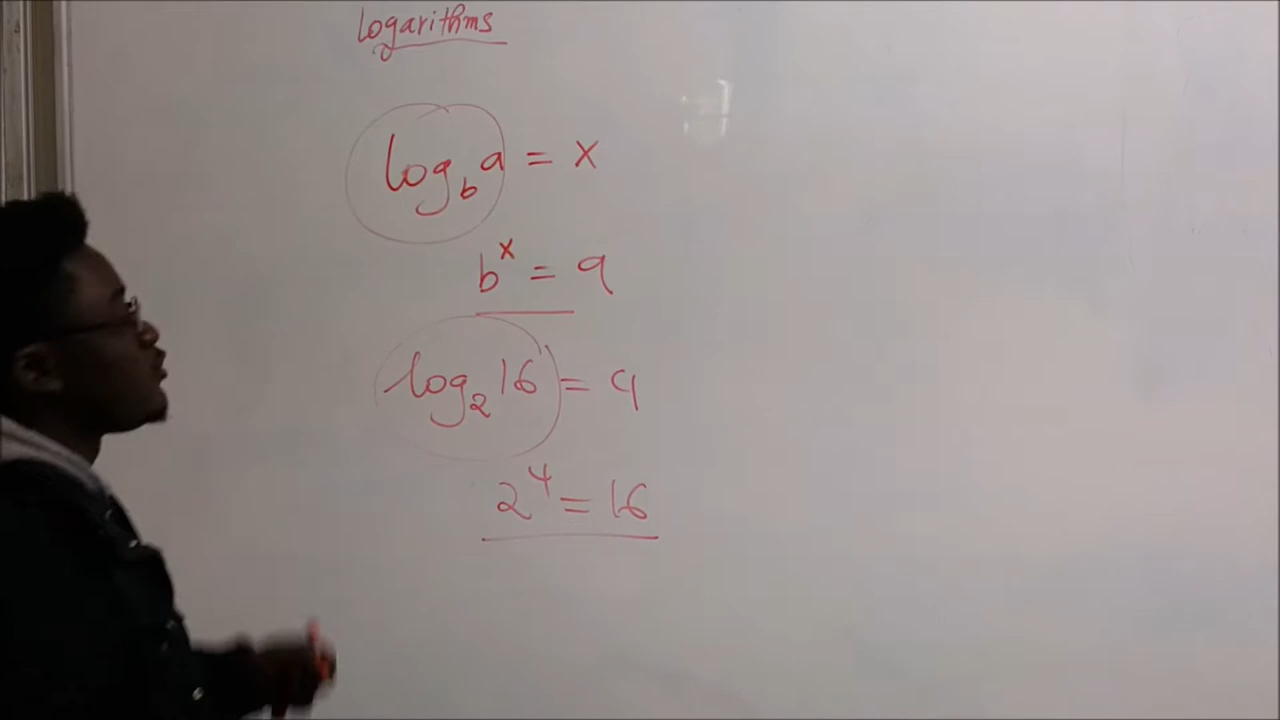 Logarithms
log_b a = x
b^x = a
log_2 16 = 4
2^4 = 16